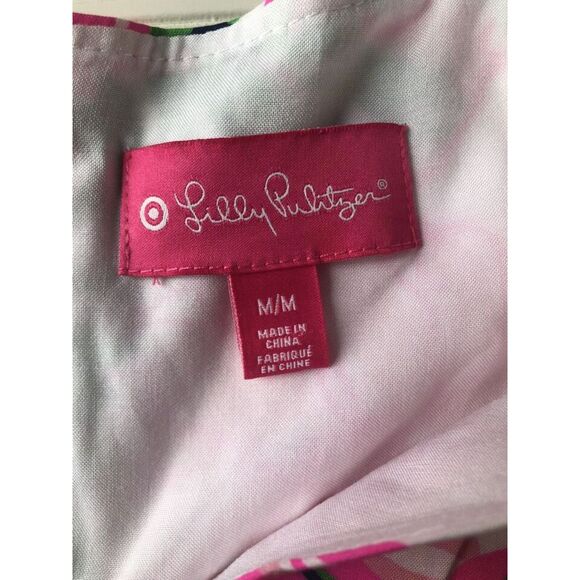 Lilly Pulitzer®
M/M
MADE IN
CHINA
FABRIQUÉ
EN CHINE